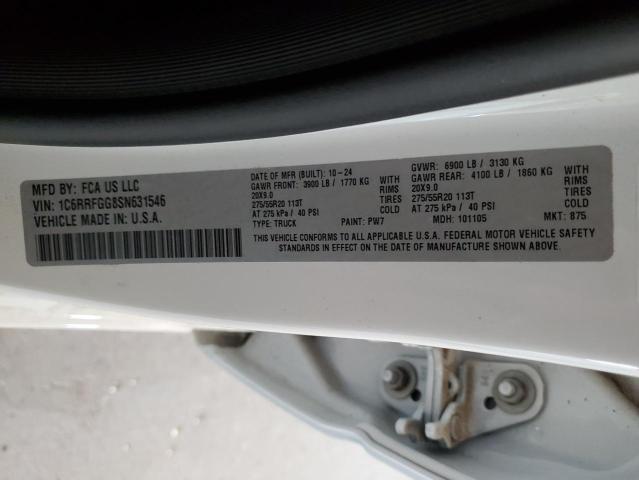 MFD BY: FCA US LLC
VIN: 1C6RRFGG8SN631546
VEHICLE MADE IN: U.S.A.
DATE OF MFR (BUILT): 10-24
GAWR FRONT: 3900 LB / 1770 KG WITH
20X9.0 RIMS
275/55R20 113T TIRES
AT 275 kPa / 40 PSI COLD
TYPE: TRUCK PAINT: PW7
GVWR: 6900 LB / 3130 KG
GAWR REAR: 4100 LB / 1860 KG WITH
20X9.0 RIMS
275/55R20 113T TIRES
AT 275 kPa / 40 PSI COLD
MDH: 101105 MKT: 875
THIS VEHICLE CONFORMS TO ALL APPLICABLE U.S.A. FEDERAL MOTOR VEHICLE SAFETY
STANDARDS IN EFFECT ON THE DATE OF MANUFACTURE SHOWN ABOVE.